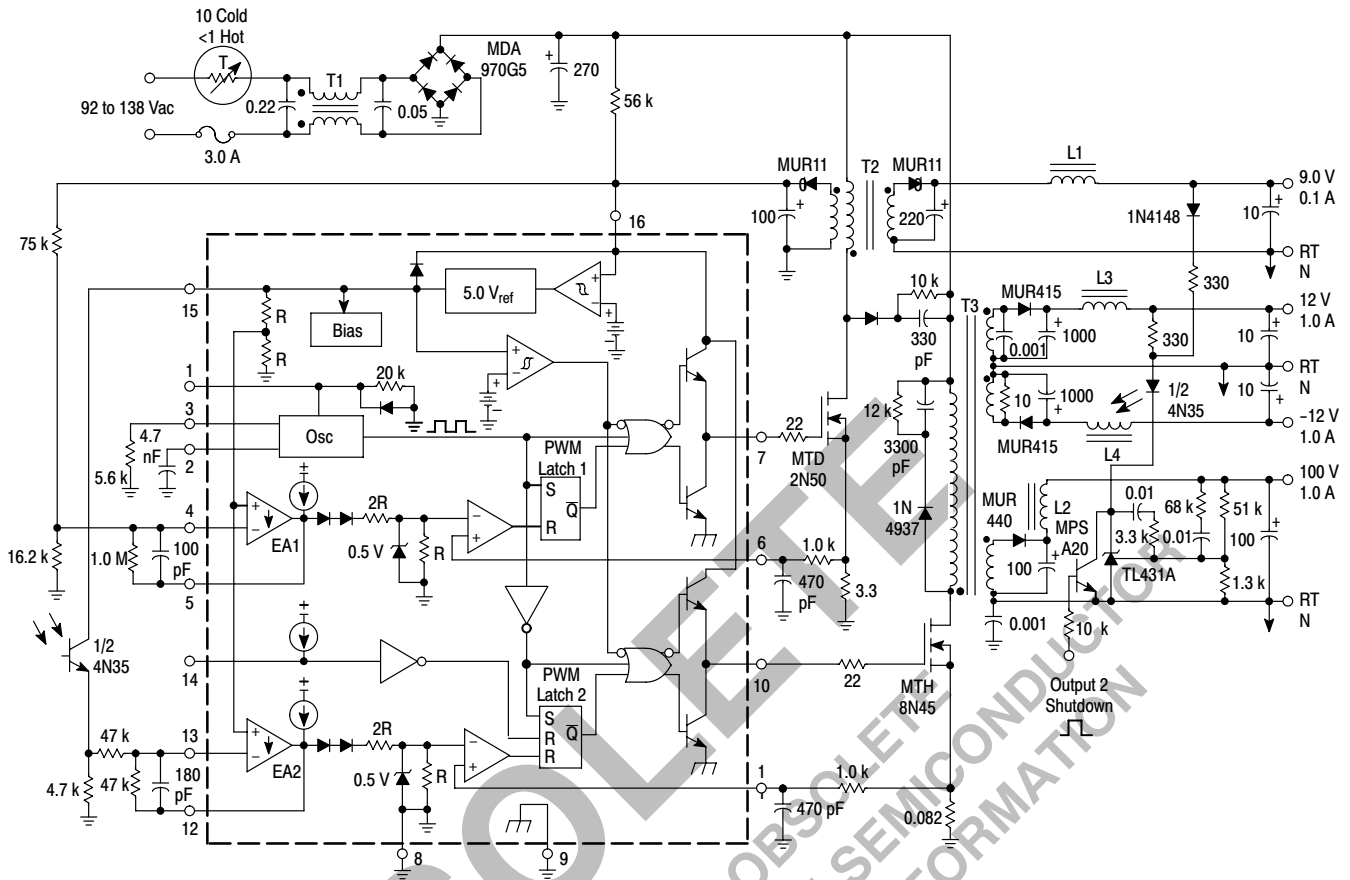 10 Cold
<1 Hot
T
T1
MDA
970G5
+
270
92 to 138 Vac
0.22
0.05
56 k
3.0 A
MUR11
T2
MUR11
L1
9.0 V
0.1 A
75 k
16
100
+
220
+
1N4148
10
+
RT
N
330
15
R
R
Bias
5.0 Vref
+
–
+
–
10 k
330
pF
T3
MUR415
L3
12 V
1.0 A
0.001
1000
+
330
10
+
RT
N
1
20 k
+
–
+
–
10
1000
+
1/2
4N35
10
+
3
4.7
nF
Osc
2
5.6 k
PWM
Latch 1
S
Q
R
7
22
MTD
2N50
12 k
3300
pF
MUR415
L4
–12 V
1.0 A
4
+
–
EA1
2R
0.5 V
R
–
+
1N
4937
MUR
440
L2
MPS
A20
0.01
68 k
51 k
100 V
1.0 A
3.3 k
0.01
100
+
TL431A
1.3 k
16.2 k
1.0 M
100
pF
5
6
1.0 k
470
pF
3.3
100
+
0.001
10 k
RT
N
1/2
4N35
14
PWM
Latch 2
S
R
R
Q
10
22
MTH
8N45
Output 2
Shutdown
47 k
13
+
–
EA2
2R
0.5 V
R
–
+
4.7 k
47 k
180
pF
12
1
1.0 k
470 pF
0.082
8
9
OBSOLETE
SEMICONDUCTOR
FORMATION
SOLETE